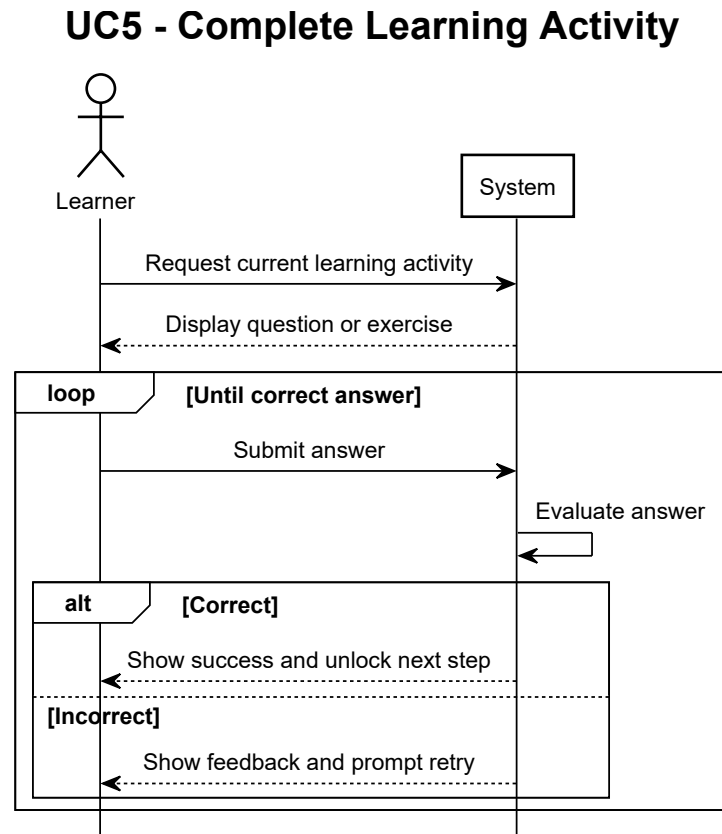 UC5 - Complete Learning Activity
Learner
System
Request current learning activity
Display question or exercise
loop
[Until correct answer]
Submit answer
Evaluate answer
alt
[Correct]
Show success and unlock next step
[Incorrect]
Show feedback and prompt retry